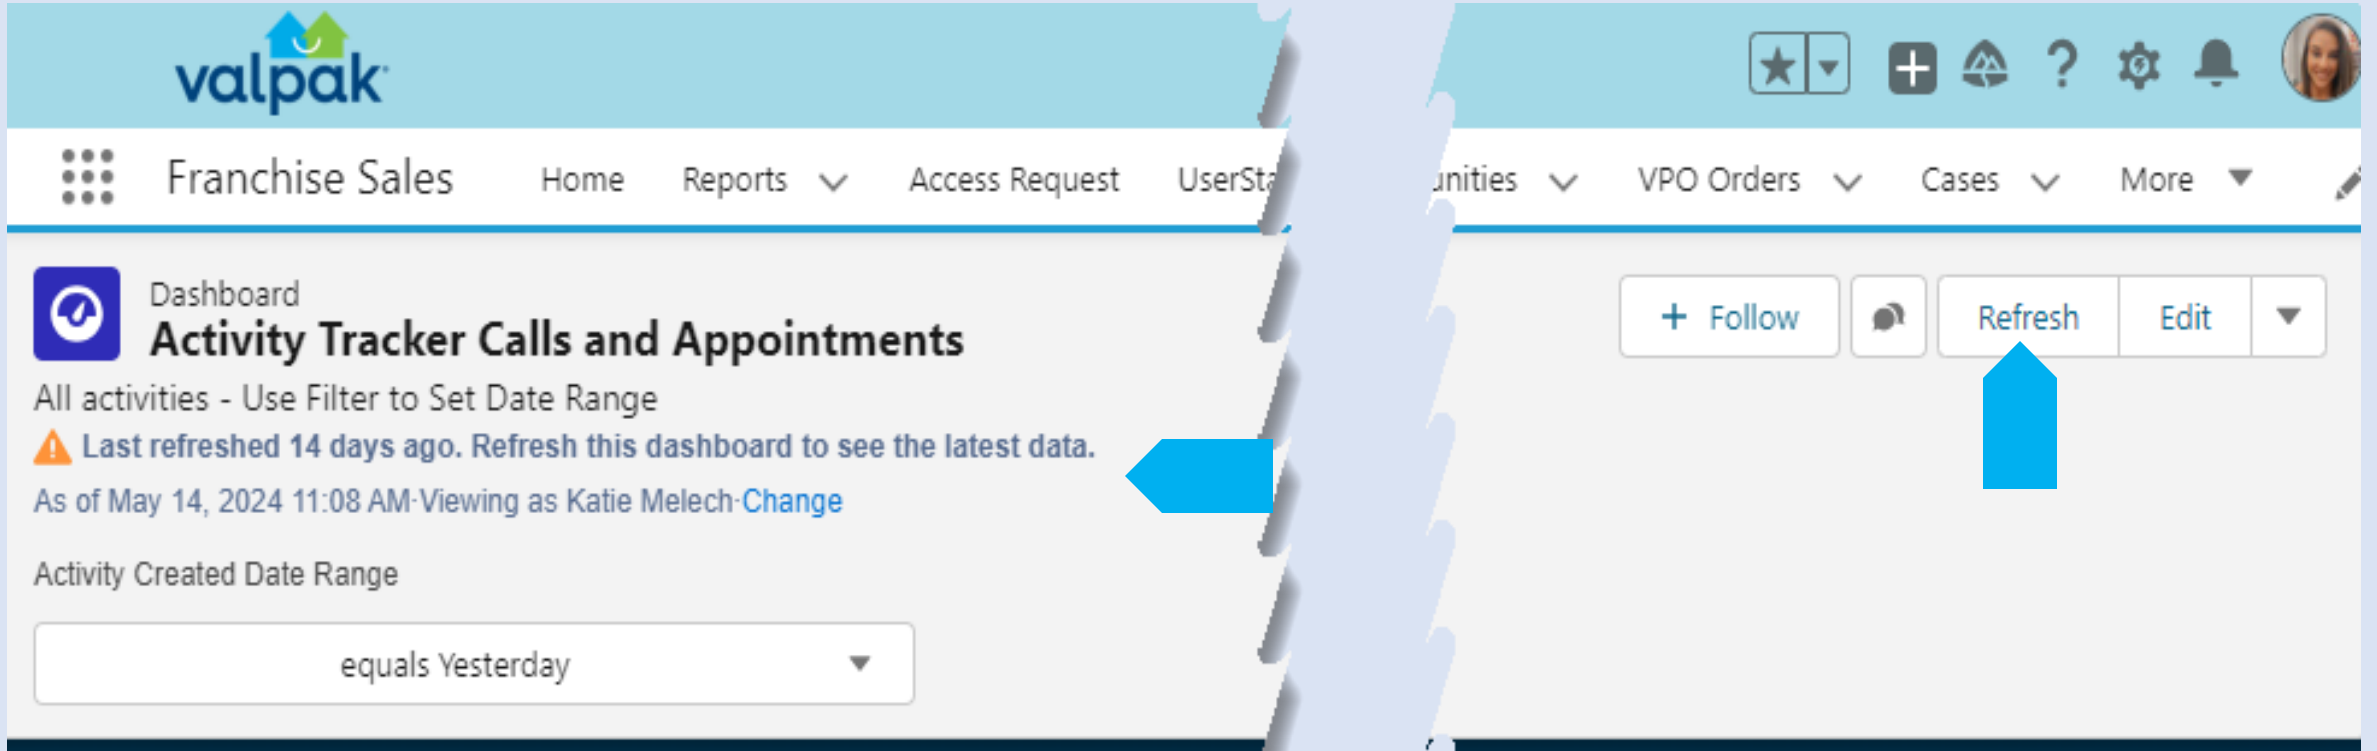 valpak
Franchise Sales Home Reports Access Request VPO Orders Cases More
Dashboard
Activity Tracker Calls and Appointments
+ Follow Refresh Edit
All activities - Use Filter to Set Date Range
Last refreshed 14 days ago. Refresh this dashboard to see the latest data.
As of May 14, 2024 11:08 AM·Viewing as Katie Melech·Change
Activity Created Date Range
equals Yesterday